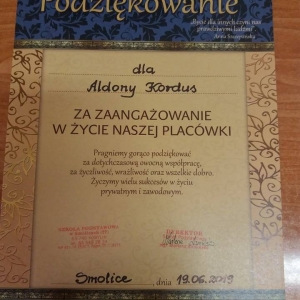 Podziękowanie
dla
Aldony Kordus
ZA ZAANGAŻOWANIE
W ŻYCIE NASZEJ PLACÓWKI
Pragniemy gorąco podziękować
za dotychczasową owocną współpracę,
za życzliwość, wrażliwość oraz wszelkie dobro.
Życzymy wielu sukcesów w życiu
prywatnym i zawodowym.
DYREKTOR
Smolice, dnia 19.06.2019